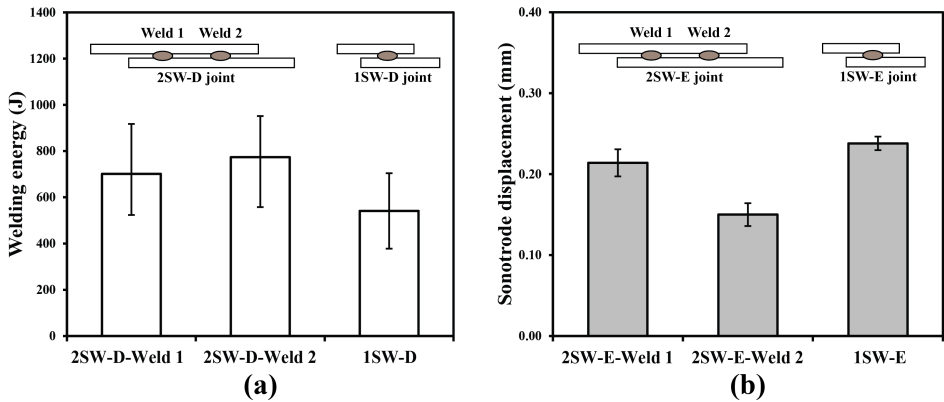 1400
1200
1000
800
600
400
200
0
Welding energy (J)
Weld 1 Weld 2
2SW-D joint
1SW-D joint
2SW-D-Weld 1 2SW-D-Weld 2 1SW-D
(a)
0.40
0.30
0.20
0.10
0.00
Sonotrode displacement (mm)
Weld 1 Weld 2
2SW-E joint
1SW-E joint
2SW-E-Weld 1 2SW-E-Weld 2 1SW-E
(b)